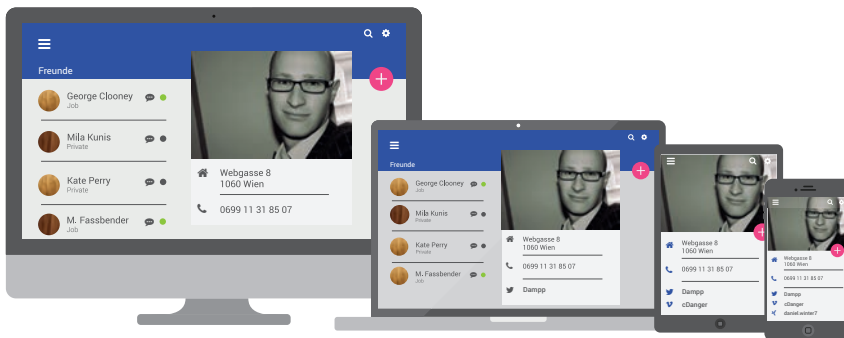 Freunde
George Clooney
Job
Mila Kunis
Private
Kate Perry
Private
M. Fassbender
Job
Webgasse 8
1060 Wien
0699 11 31 85 07
Freunde
George Clooney
Job
Mila Kunis
Private
Kate Perry
Private
M. Fassbender
Job
Webgasse 8
1060 Wien
0699 11 31 85 07
Dampp
Webgasse 8
1060 Wien
0699 11 31 85 07
Dampp
cDanger
Webgasse 8
1060 Wien
0699 11 31 85 07
Dampp
cDanger
daniel.winter7